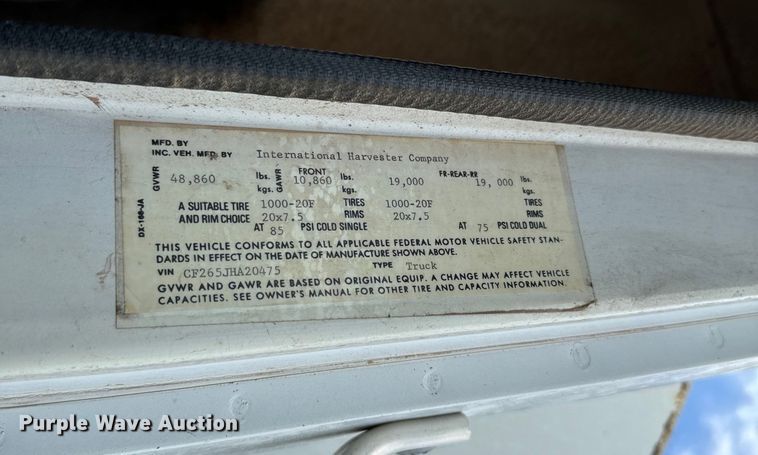 MFD. BY
INC. VEH. MFD. BY International Harvester Company
GVWR 48,860 lbs. kgs. GAWR FRONT 10,860 lbs. kgs. 19,000 FR-REAR-RR 19,000 lbs. kgs.
A SUITABLE TIRE 1000-20F TIRES 1000-20F TIRES
AND RIM CHOICE 20x7.5 RIMS 20x7.5 RIMS
AT 85 PSI COLD SINGLE AT 75 PSI COLD DUAL
THIS VEHICLE CONFORMS TO ALL APPLICABLE FEDERAL MOTOR VEHICLE SAFETY STAN-
DARDS IN EFFECT ON THE DATE OF MANUFACTURE SHOWN ABOVE.
VIN CF265JHA20475 TYPE Truck
GVWR AND GAWR ARE BASED ON ORIGINAL EQUIP. A CHANGE MAY AFFECT VEHICLE
CAPACITIES. SEE OWNER'S MANUAL FOR OTHER TIRE AND CAPACITY INFORMATION.
DX-166-JA
Purple Wave Auction